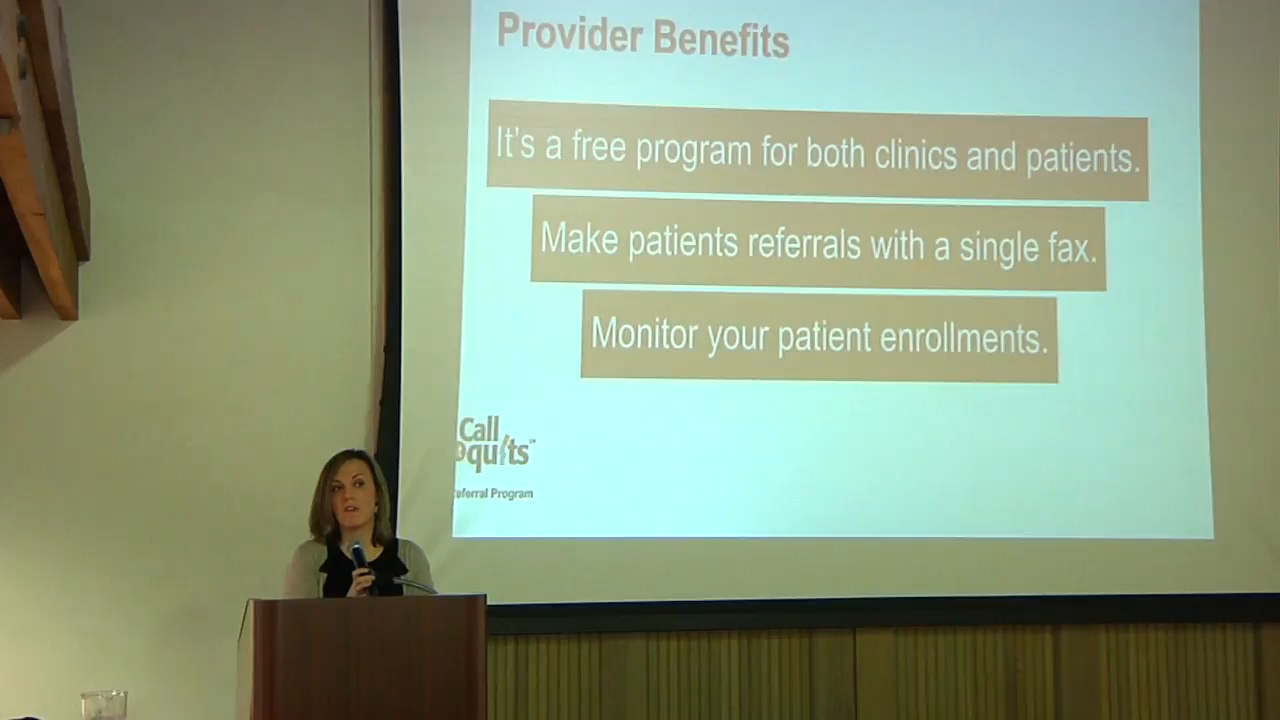 Provider Benefits
It's a free program for both clinics and patients.
Make patients referrals with a single fax.
Monitor your patient enrollments.
Call
quits
Referral Program